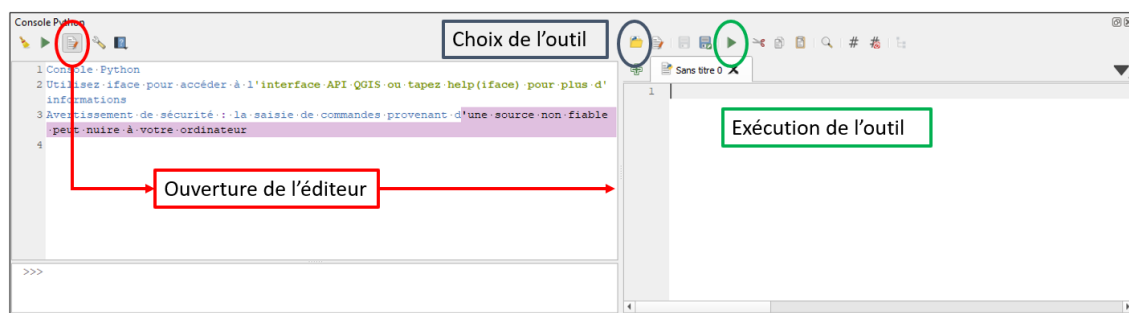 Console Python
Choix de l'outil
Sans titre 0
1 Console·Python
2 Utilisez·iface·pour·accéder·à·l'interface·API·QGIS·ou·tapez·help(iface)·pour·plus·d'
informations
3 Avertissement·de·sécurité·:·la·saisie·de·commandes·provenant·d'une·source·non·fiable
·peut·nuire·à·votre·ordinateur
4
1
Exécution de l'outil
Ouverture de l'éditeur
>>>